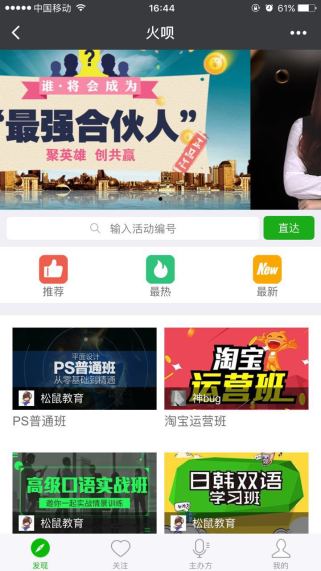 中国移动 16:44 61%
火呗
?
谁·将会成为
“最强合伙人”
聚英雄 创共赢
输入活动编号 直达
New
推荐 最热 最新
平面设计
PS普通班
从零基础到精通
松鼠教育
PS普通班
淘宝
运营班
神bug
淘宝运营班
高级口语实战班
邀你一起实战情景训练
松鼠教育
日韩双语
学习班
松鼠教育
发现 关注 主办方 我的